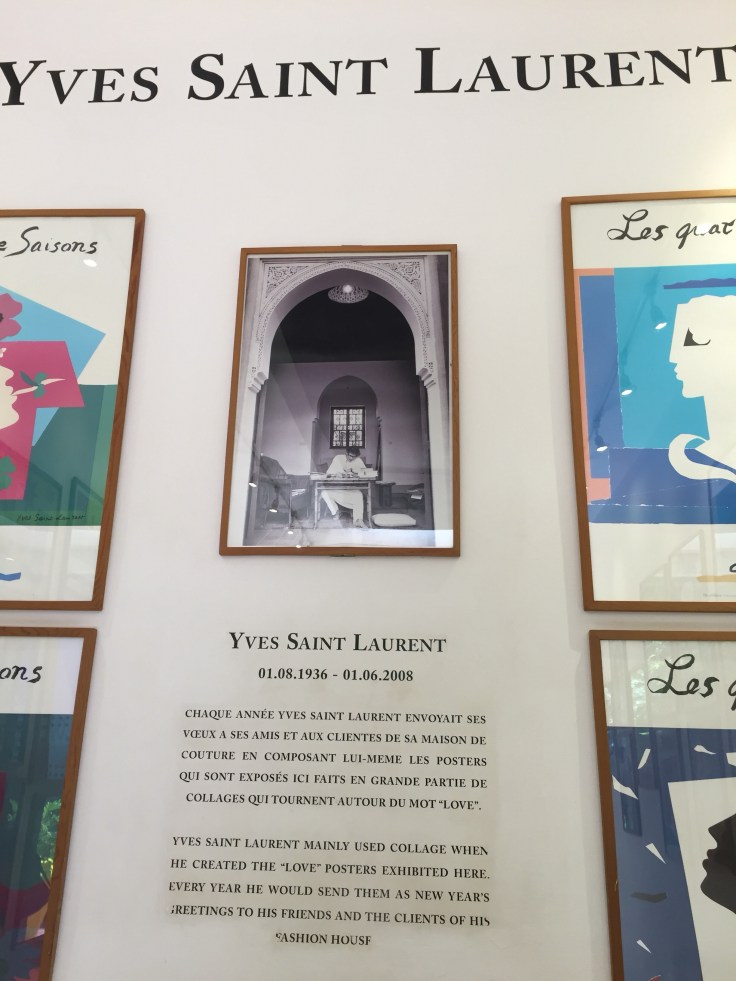 YVES SAINT LAURENT
e Saisons
Les quat
Yves Saint Laurent
ons
Les q
YVES SAINT LAURENT
01.08.1936 - 01.06.2008
CHAQUE ANNÉE YVES SAINT LAURENT ENVOYAIT SES
VŒUX A SES AMIS ET AUX CLIENTES DE SA MAISON DE
COUTURE EN COMPOSANT LUI-MEME LES POSTERS
QUI SONT EXPOSÉS ICI FAITS EN GRANDE PARTIE DE
COLLAGES QUI TOURNENT AUTOUR DU MOT “LOVE”.
YVES SAINT LAURENT MAINLY USED COLLAGE WHEN
HE CREATED THE “LOVE” POSTERS EXHIBITED HERE.
EVERY YEAR HE WOULD SEND THEM AS NEW YEAR'S
GREETINGS TO HIS FRIENDS AND THE CLIENTS OF HIS
FASHION HOUSE